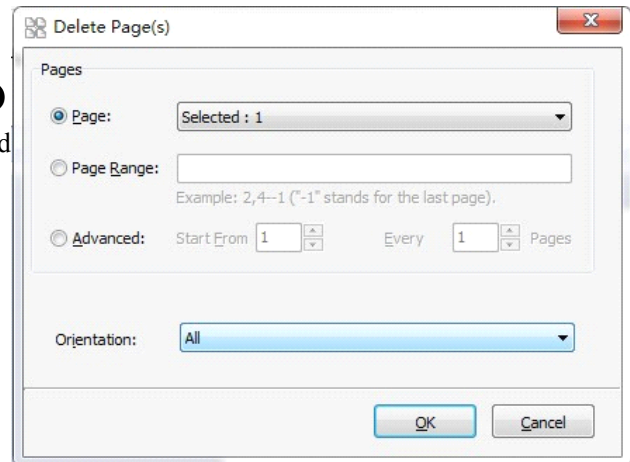 Delete Page(s)
Pages
Page: Selected : 1
Page Range:
Example: 2,4--1 ("-1" stands for the last page).
Advanced: Start From 1 Every 1 Pages
Orientation: All
OK Cancel